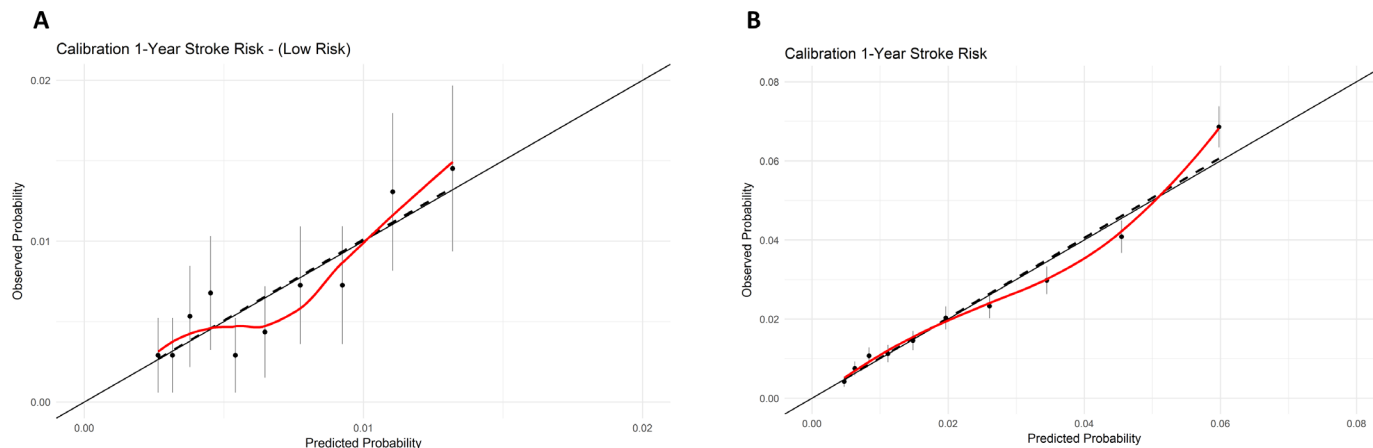 A
Calibration 1-Year Stroke Risk - (Low Risk)
0.02
0.01
0.00
Observed Probability
0.00
0.01
0.02
Predicted Probability
B
Calibration 1-Year Stroke Risk
0.08
0.06
0.04
0.02
0.00
Observed Probability
0.00
0.02
0.04
0.06
0.08
Predicted Probability